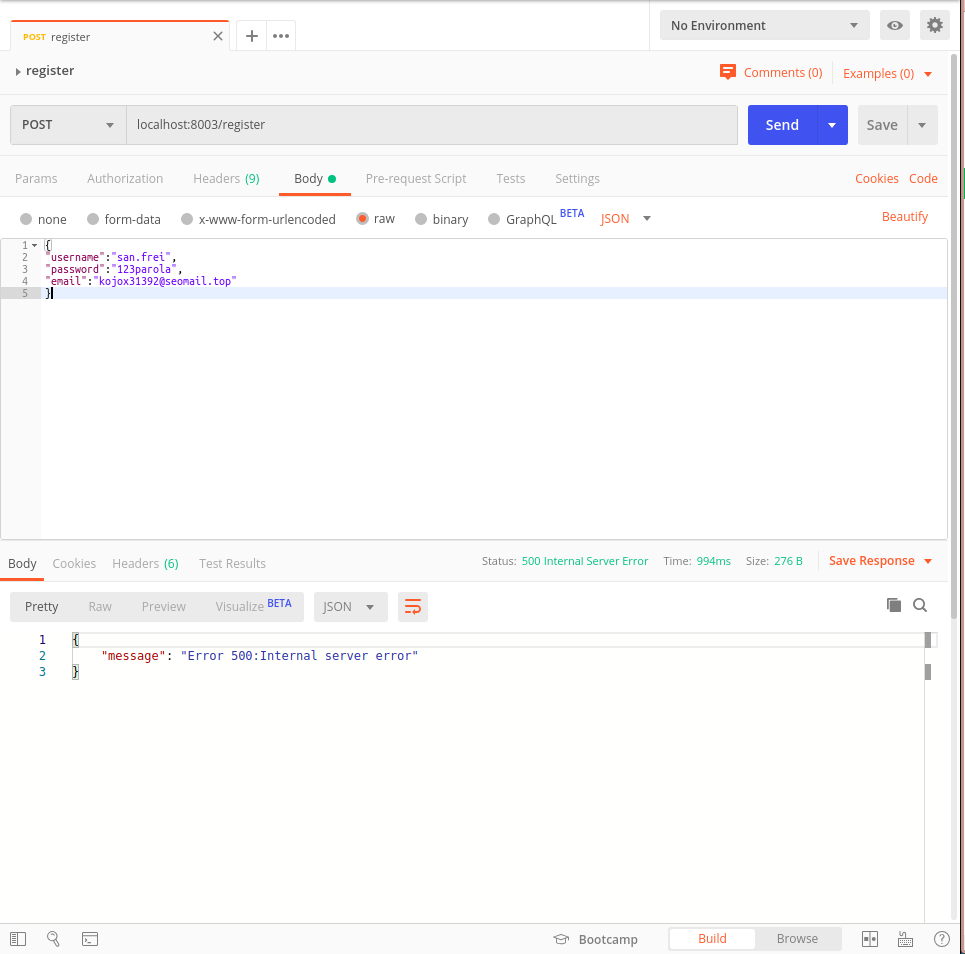 POST register
No Environment
register
Comments (0) Examples (0)
POST localhost:8003/register Send Save
Params Authorization Headers (9) Body Pre-request Script Tests Settings Cookies Code
none form-data x-www-form-urlencoded raw binary GraphQL BETA JSON Beautify
1 {
2 "username":"san.frei",
3 "password":"123parola",
4 "email":"kojox31392@seomail.top"
5 }
Body Cookies Headers (6) Test Results Status: 500 Internal Server Error Time: 994ms Size: 276 B Save Response
Pretty Raw Preview Visualize BETA JSON
1 {
2 "message": "Error 500:Internal server error"
3 }
Bootcamp Build Browse